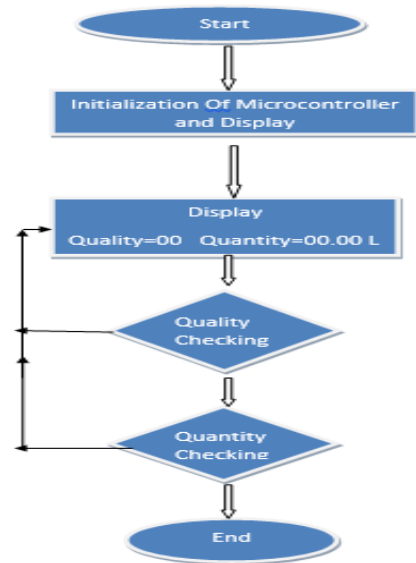 Start
Initialization Of Microcontroller
and Display
Display
Quality=00 Quantity=00.00 L
Quality
Checking
Quantity
Checking
End